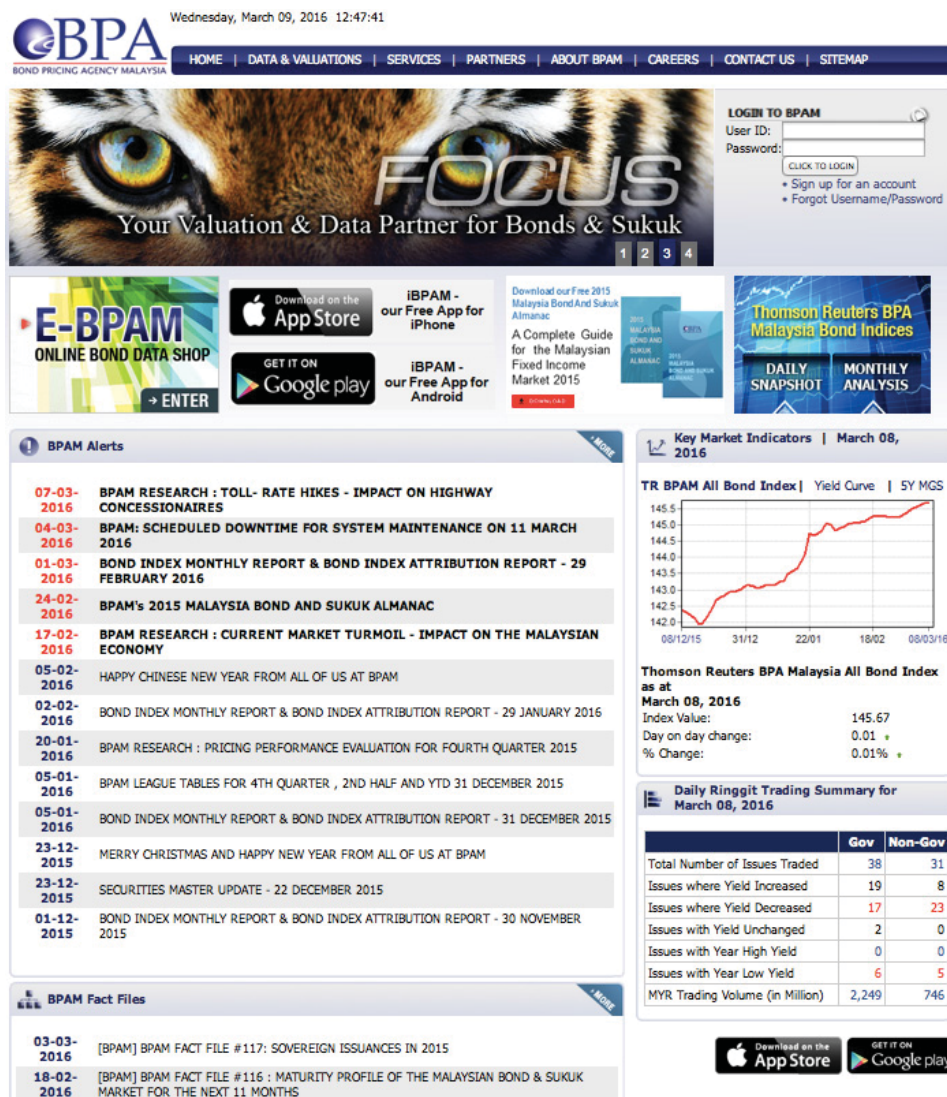 Wednesday, March 09, 2016 12:47:41
BPA
BOND PRICING AGENCY MALAYSIA
HOME | DATA & VALUATIONS | SERVICES | PARTNERS | ABOUT BPAM | CAREERS | CONTACT US | SITEMAP
FOCUS
Your Valuation & Data Partner for Bonds & Sukuk
1 2 3 4
LOGIN TO BPAM
User ID:
Password:
CLICK TO LOGIN
• Sign up for an account
• Forgot Username/Password
E-BPAM
ONLINE BOND DATA SHOP
→ ENTER
Download on the
App Store
iBPAM -
our Free App for
iPhone
GET IT ON
Google play
iBPAM -
our Free App for
Android
Download our Free 2015
Malaysia Bond And Sukuk
Almanac
A Complete Guide
for the Malaysian
Fixed Income
Market 2015
2015
MALAYSIA
BOND AND
SUKUK
ALMANAC
Thomson Reuters BPA
Malaysia Bond Indices
DAILY
SNAPSHOT
MONTHLY
ANALYSIS
BPAM Alerts
MORE
07-03-
2016
BPAM RESEARCH : TOLL- RATE HIKES - IMPACT ON HIGHWAY
CONCESSIONAIRES
04-03-
2016
BPAM: SCHEDULED DOWNTIME FOR SYSTEM MAINTENANCE ON 11 MARCH
2016
01-03-
2016
BOND INDEX MONTHLY REPORT & BOND INDEX ATTRIBUTION REPORT - 29
FEBRUARY 2016
24-02-
2016
BPAM's 2015 MALAYSIA BOND AND SUKUK ALMANAC
17-02-
2016
BPAM RESEARCH : CURRENT MARKET TURMOIL - IMPACT ON THE MALAYSIAN
ECONOMY
05-02-
2016
HAPPY CHINESE NEW YEAR FROM ALL OF US AT BPAM
02-02-
2016
BOND INDEX MONTHLY REPORT & BOND INDEX ATTRIBUTION REPORT - 29 JANUARY 2016
20-01-
2016
BPAM RESEARCH : PRICING PERFORMANCE EVALUATION FOR FOURTH QUARTER 2015
05-01-
2016
BPAM LEAGUE TABLES FOR 4TH QUARTER , 2ND HALF AND YTD 31 DECEMBER 2015
05-01-
2016
BOND INDEX MONTHLY REPORT & BOND INDEX ATTRIBUTION REPORT - 31 DECEMBER 2015
23-12-
2015
MERRY CHRISTMAS AND HAPPY NEW YEAR FROM ALL OF US AT BPAM
23-12-
2015
SECURITIES MASTER UPDATE - 22 DECEMBER 2015
01-12-
2015
BOND INDEX MONTHLY REPORT & BOND INDEX ATTRIBUTION REPORT - 30 NOVEMBER
2015
BPAM Fact Files
MORE
03-03-
2016
[BPAM] BPAM FACT FILE #117: SOVEREIGN ISSUANCES IN 2015
18-02-
2016
[BPAM] BPAM FACT FILE #116 : MATURITY PROFILE OF THE MALAYSIAN BOND & SUKUK
MARKET FOR THE NEXT 11 MONTHS
Key Market Indicators | March 08,
2016
TR BPAM All Bond Index | Yield Curve | 5Y MGS
145.5
145.0
144.5
144.0
143.5
143.0
142.5
142.0
08/12/15 31/12 22/01 18/02 08/03/16
Thomson Reuters BPA Malaysia All Bond Index
as at
March 08, 2016
Index Value: 145.67
Day on day change: 0.01
% Change: 0.01%
Daily Ringgit Trading Summary for
March 08, 2016
Gov Non-Gov
Total Number of Issues Traded 38 31
Issues where Yield Increased 19 8
Issues where Yield Decreased 17 23
Issues with Yield Unchanged 2 0
Issues with Year High Yield 0 0
Issues with Year Low Yield 6 5
MYR Trading Volume (in Million) 2,249 746
Download on the
App Store
GET IT ON
Google play